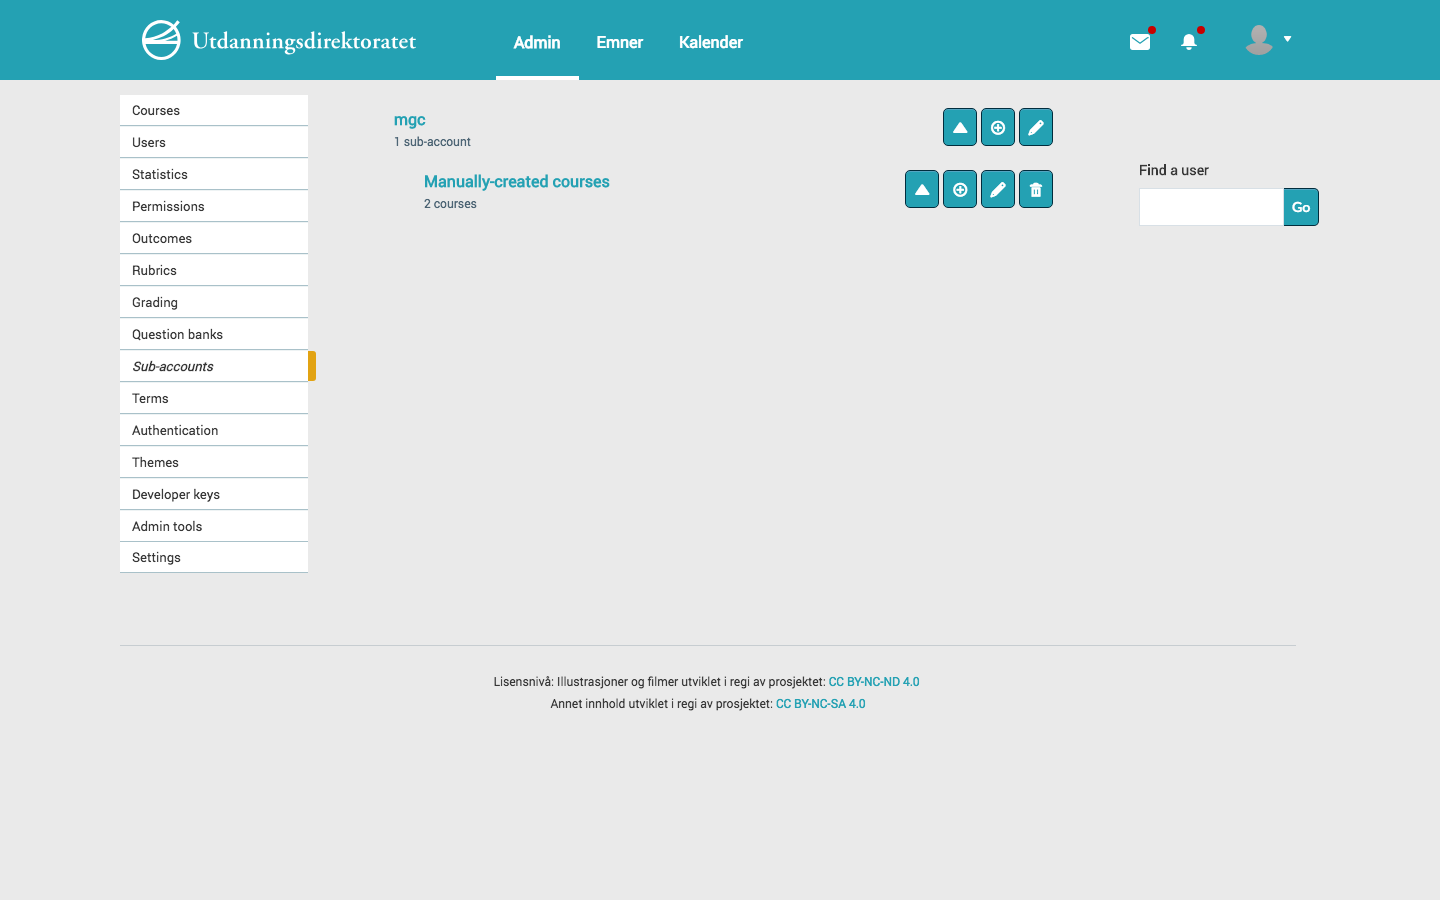 Utdanningsdirektoratet
Admin
Emner
Kalender
Courses
Users
Statistics
Permissions
Outcomes
Rubrics
Grading
Question banks
Sub-accounts
Terms
Authentication
Themes
Developer keys
Admin tools
Settings
mgc
1 sub-account
Manually-created courses
2 courses
Find a user
Go
Lisensnivå: Illustrasjoner og filmer utviklet i regi av prosjektet: CC BY-NC-ND 4.0
Annet innhold utviklet i regi av prosjektet: CC BY-NC-SA 4.0